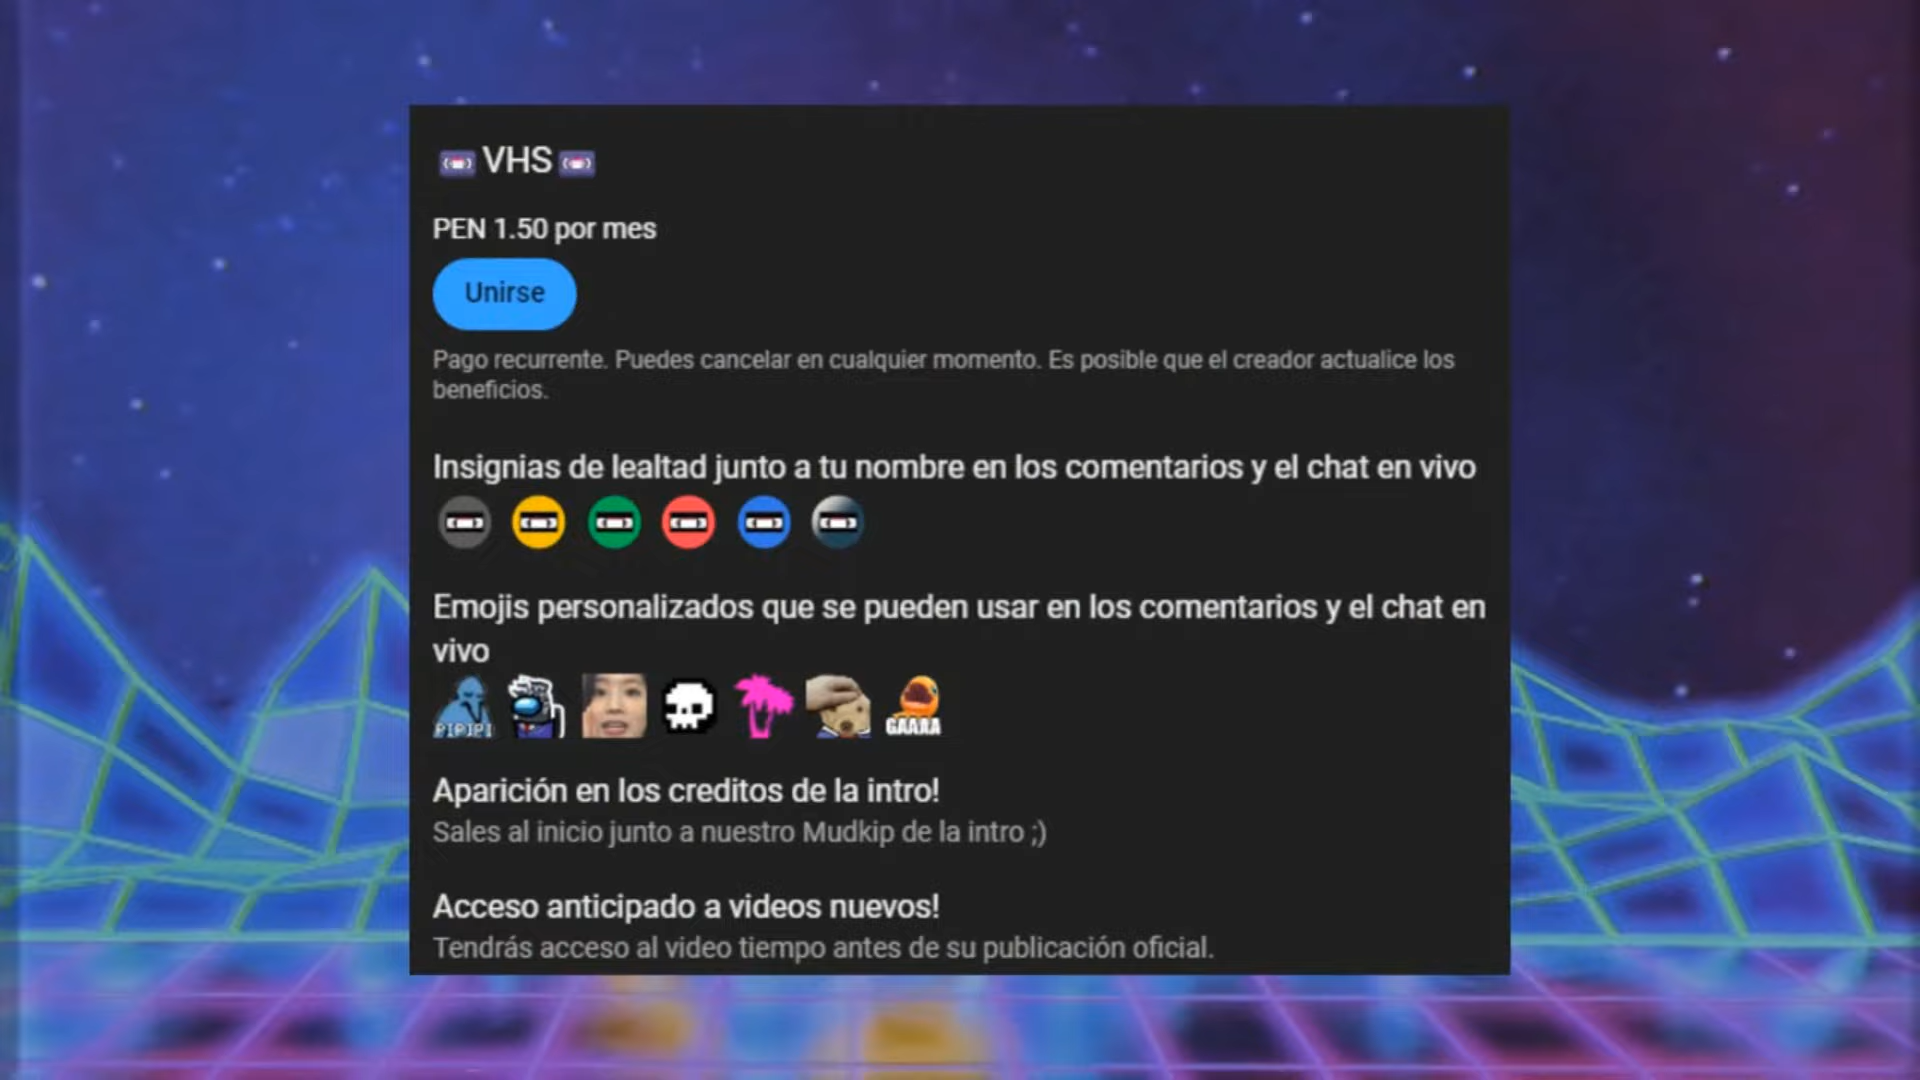 VHS
PEN 1.50 por mes
Unirse
Pago recurrente. Puedes cancelar en cualquier momento. Es posible que el creador actualice los
beneficios.
Insignias de lealtad junto a tu nombre en los comentarios y el chat en vivo
Emojis personalizados que se pueden usar en los comentarios y el chat en
vivo
PIPIPI
GAARA
Aparición en los creditos de la intro!
Sales al inicio junto a nuestro Mudkip de la intro ;)
Acceso anticipado a videos nuevos!
Tendrás acceso al video tiempo antes de su publicación oficial.